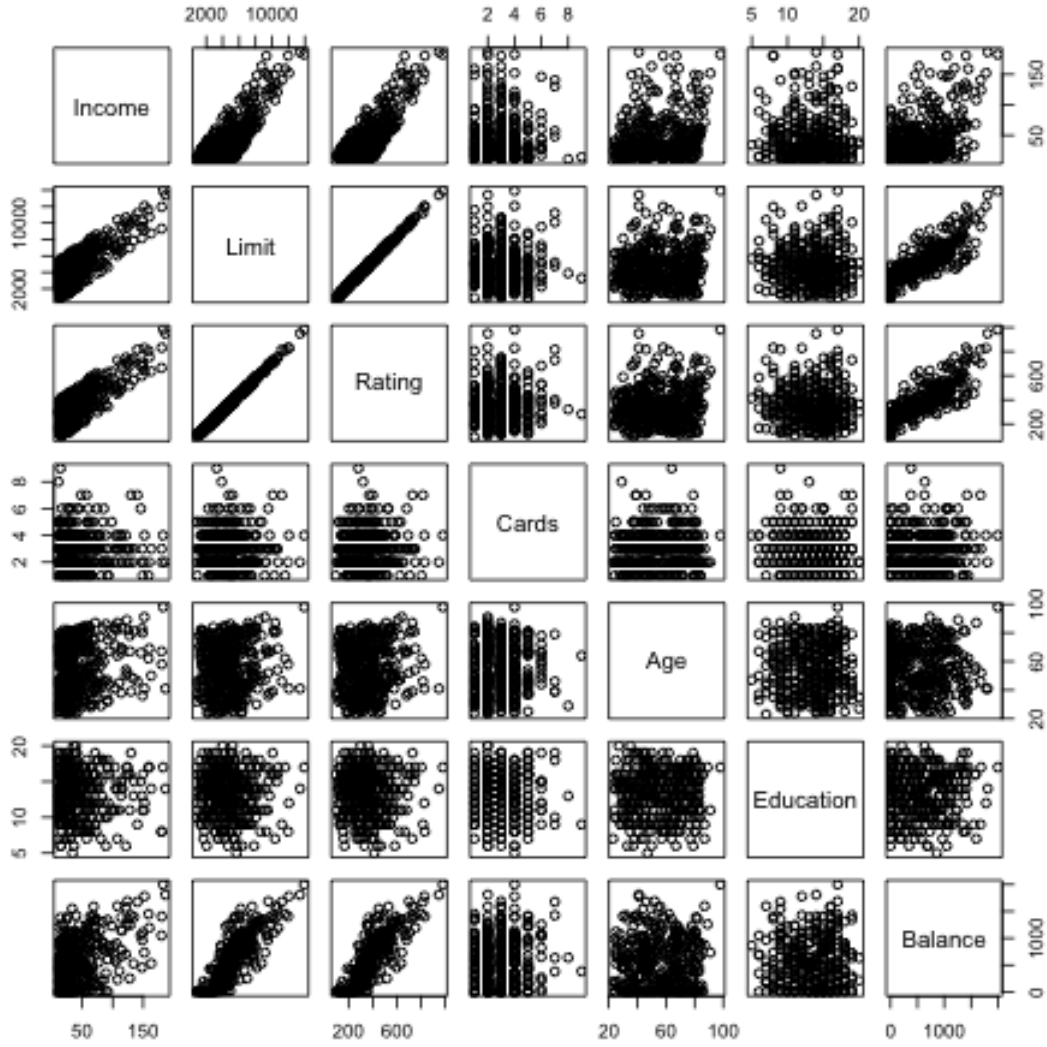 2000 10000 2 4 6 8 5 10 20
Income 50 150
2000 10000 Limit
Rating 200 600
2 4 6 8 Cards
Age 20 60 100
5 10 20 Education
Balance 0 1000
50 150 200 600 20 60 100 0 1000